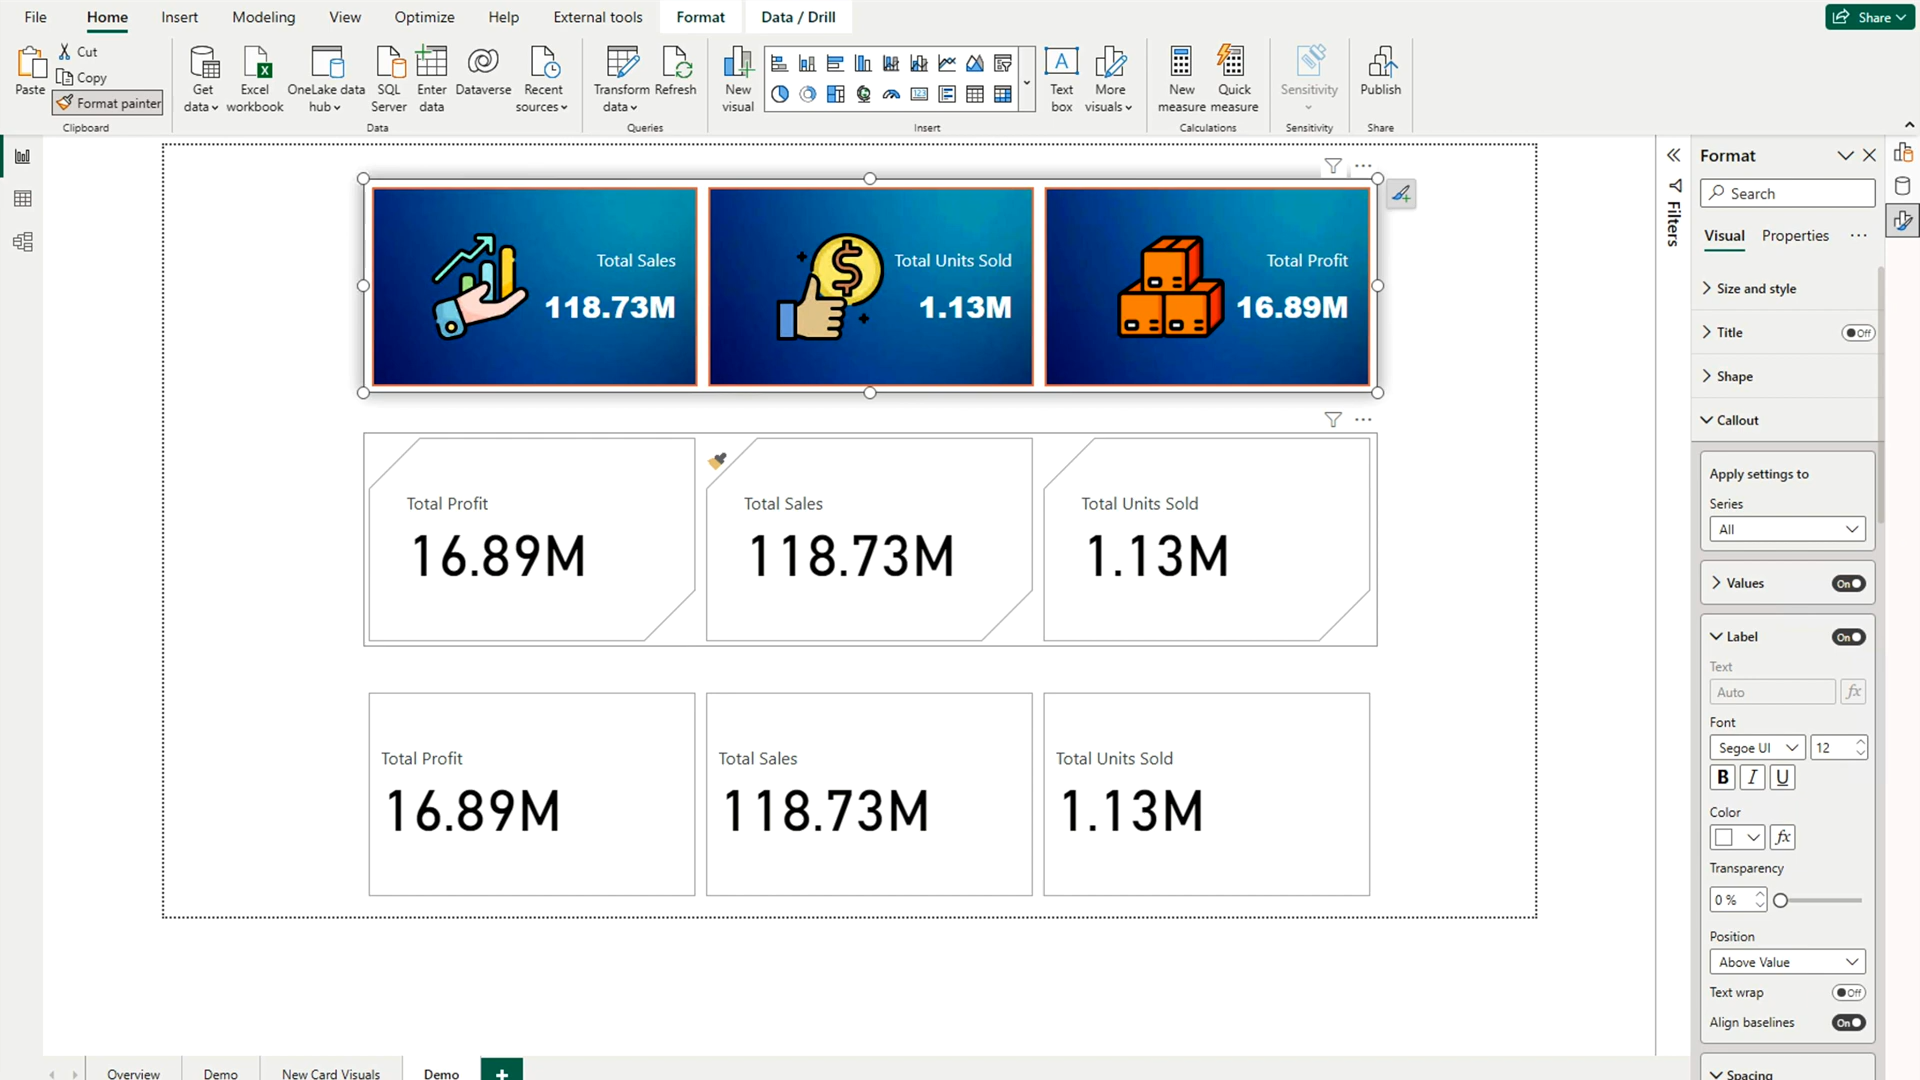 File Home Insert Modeling View Optimize Help External tools Format Data / Drill Share
Paste
Cut
Copy
Format painter
Clipboard
Get data
Excel workbook
OneLake data hub
SQL Server
Enter data
Dataverse
Recent sources
Data
Transform data
Refresh
Queries
New visual
Text box
More visuals
Insert
New measure
Quick measure
Calculations
Sensitivity
Sensitivity
Publish
Share
Total Sales
118.73M
Total Units Sold
1.13M
Total Profit
16.89M
Total Profit
16.89M
Total Sales
118.73M
Total Units Sold
1.13M
Total Profit
16.89M
Total Sales
118.73M
Total Units Sold
1.13M
Filters
Format
Search
Visual Properties
Size and style
Title Off
Shape
Callout
Apply settings to
Series
All
Values On
Label On
Text
Auto fx
Font
Segoe UI 12
B I U
Color
fx
Transparency
0 %
Position
Above Value
Text wrap Off
Align baselines On
Spacing
Overview Demo New Card Visuals Demo +